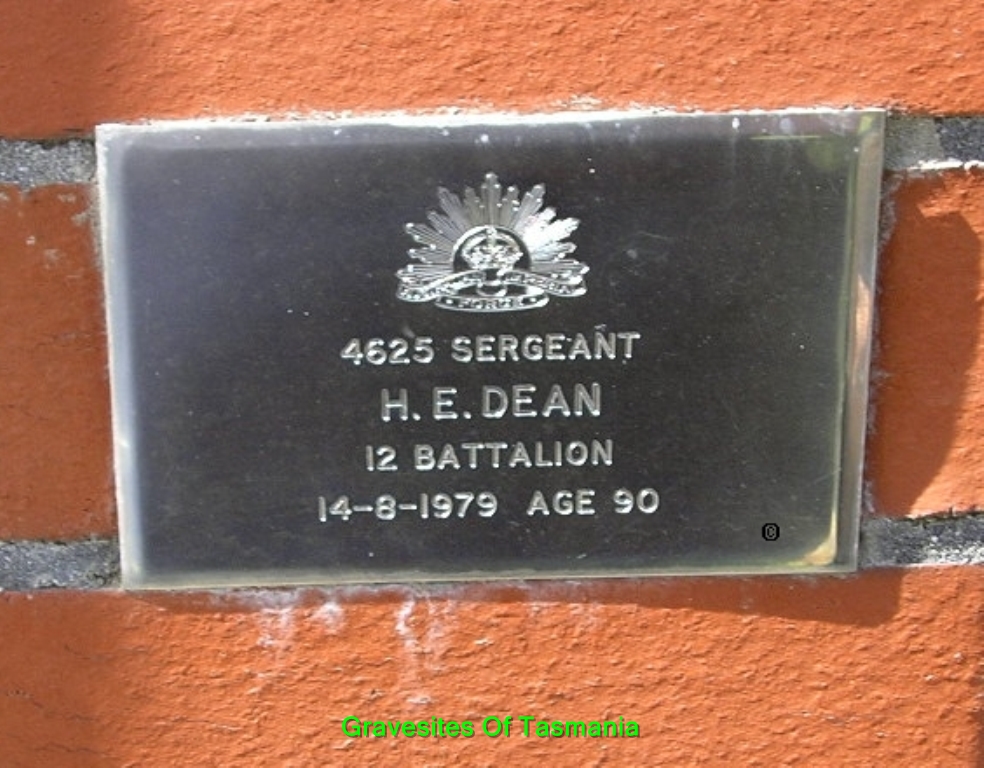 4625 SERGEANT
H. E. DEAN
12 BATTALION
14-8-1979 AGE 90
©
Gravesites Of Tasmania